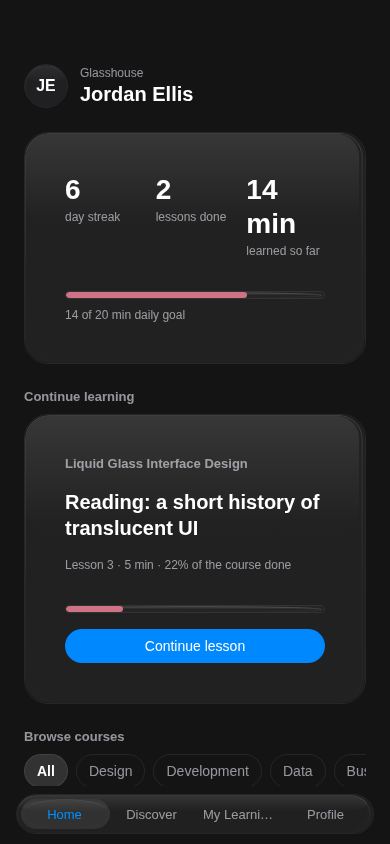 JE
Glasshouse
Jordan Ellis
6
day streak
2
lessons done
14
min
learned so far
14 of 20 min daily goal
Continue learning
Liquid Glass Interface Design
Reading: a short history of
translucent UI
Lesson 3 · 5 min · 22% of the course done
Continue lesson
Browse courses
All
Design
Development
Data
Bus
Home
Discover
My Learni…
Profile